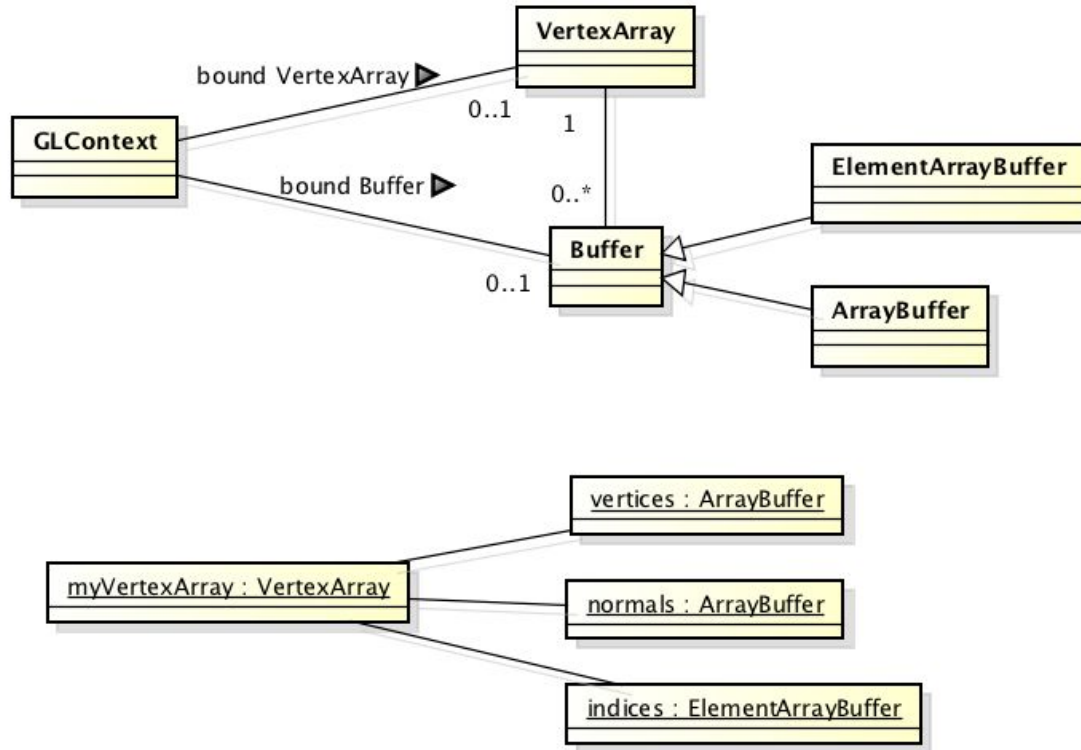 VertexArray
bound VertexArray
0..1
1
GLContext
bound Buffer
0..*
ElementArrayBuffer
Buffer
0..1
ArrayBuffer
vertices : ArrayBuffer
myVertexArray : VertexArray
normals : ArrayBuffer
indices : ElementArrayBuffer